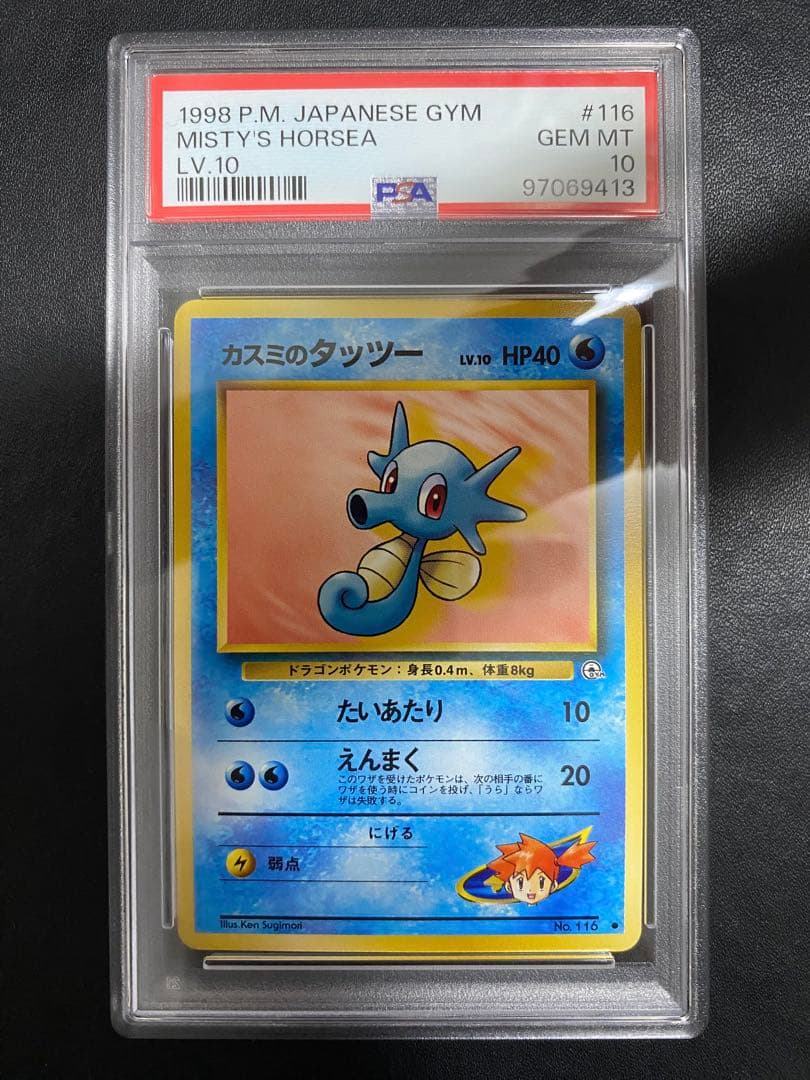 1998 P.M. JAPANESE GYM #116
MISTY'S HORSEA GEM MT
LV.10 10
PSA 97069413
カスミのタッツー LV.10 HP40
ドラゴンポケモン：身長0.4m、体重8kg
GYM
たいあたり 10
えんまく 20
このワザを受けたポケモンは、次の相手の番に
ワザを使う時にコインを投げ、「うら」ならワ
ザは失敗する。
にげる
弱点
Illus.Ken Sugimori No. 116